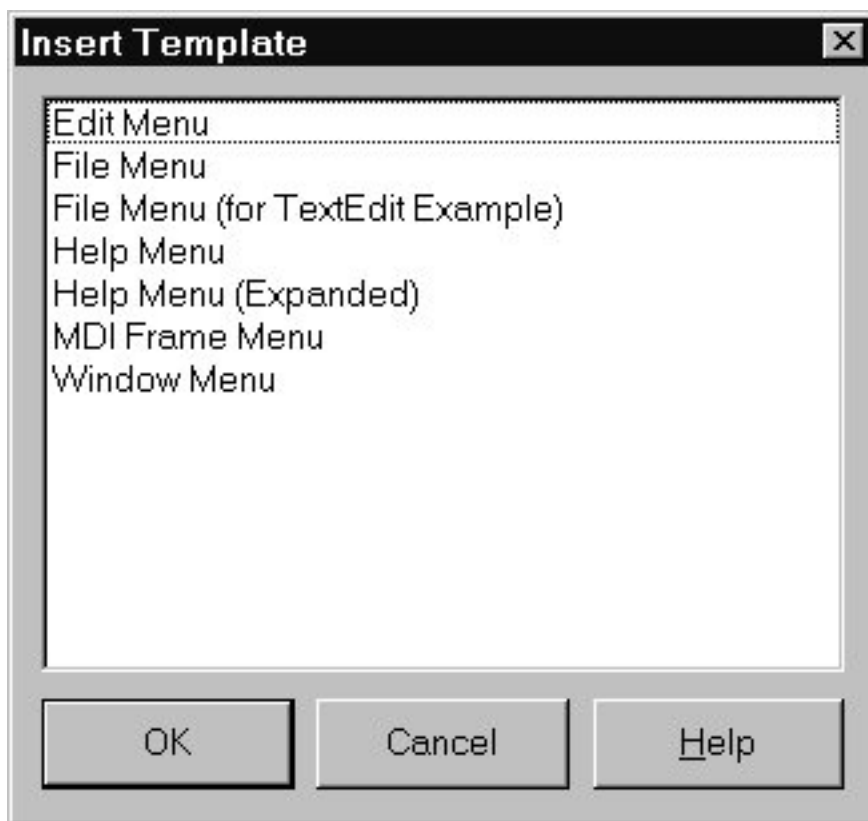 Insert Template
Edit Menu
File Menu
File Menu (for TextEdit Example)
Help Menu
Help Menu (Expanded)
MDI Frame Menu
Window Menu
OK Cancel Help